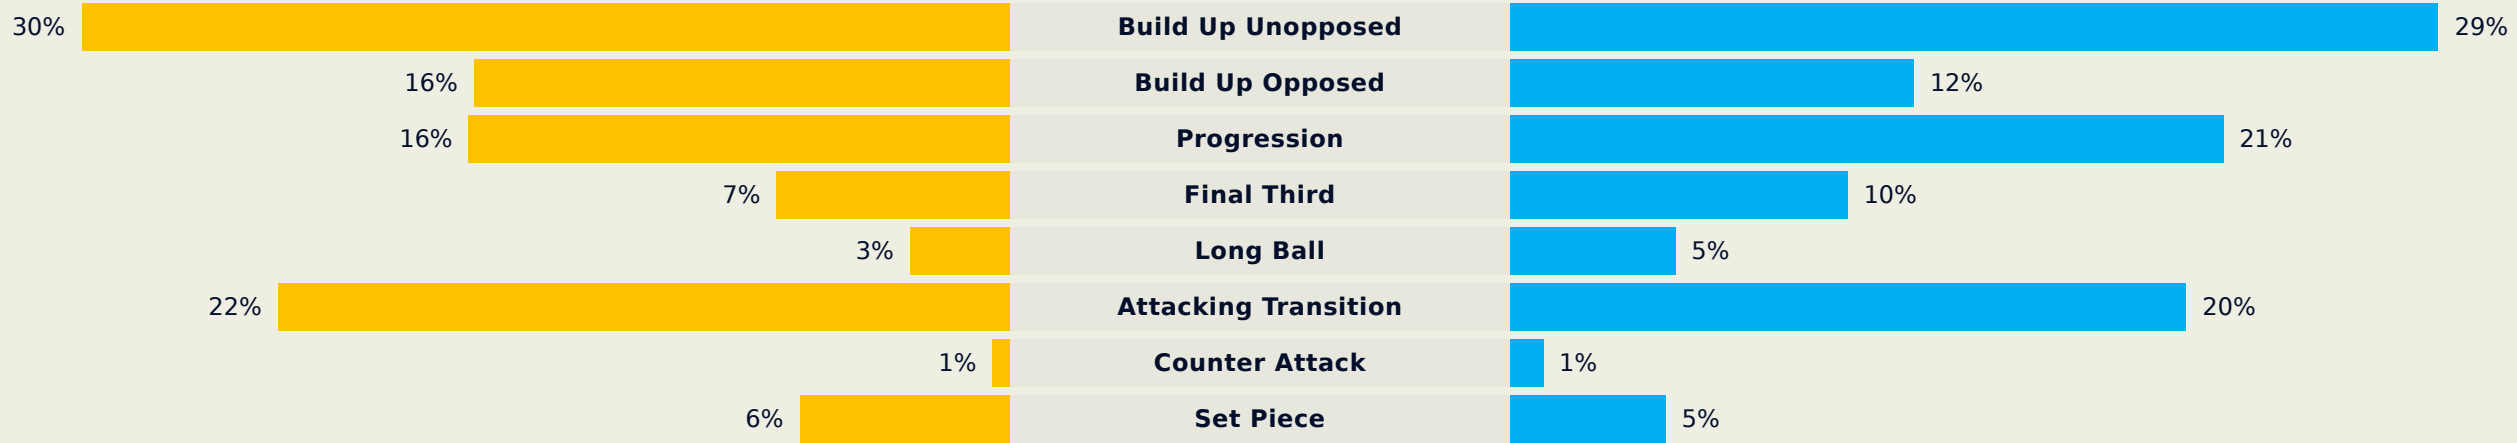 30% Build Up Unopposed 29%
16% Build Up Opposed 12%
16% Progression 21%
7% Final Third 10%
3% Long Ball 5%
22% Attacking Transition 20%
1% Counter Attack 1%
6% Set Piece 5%